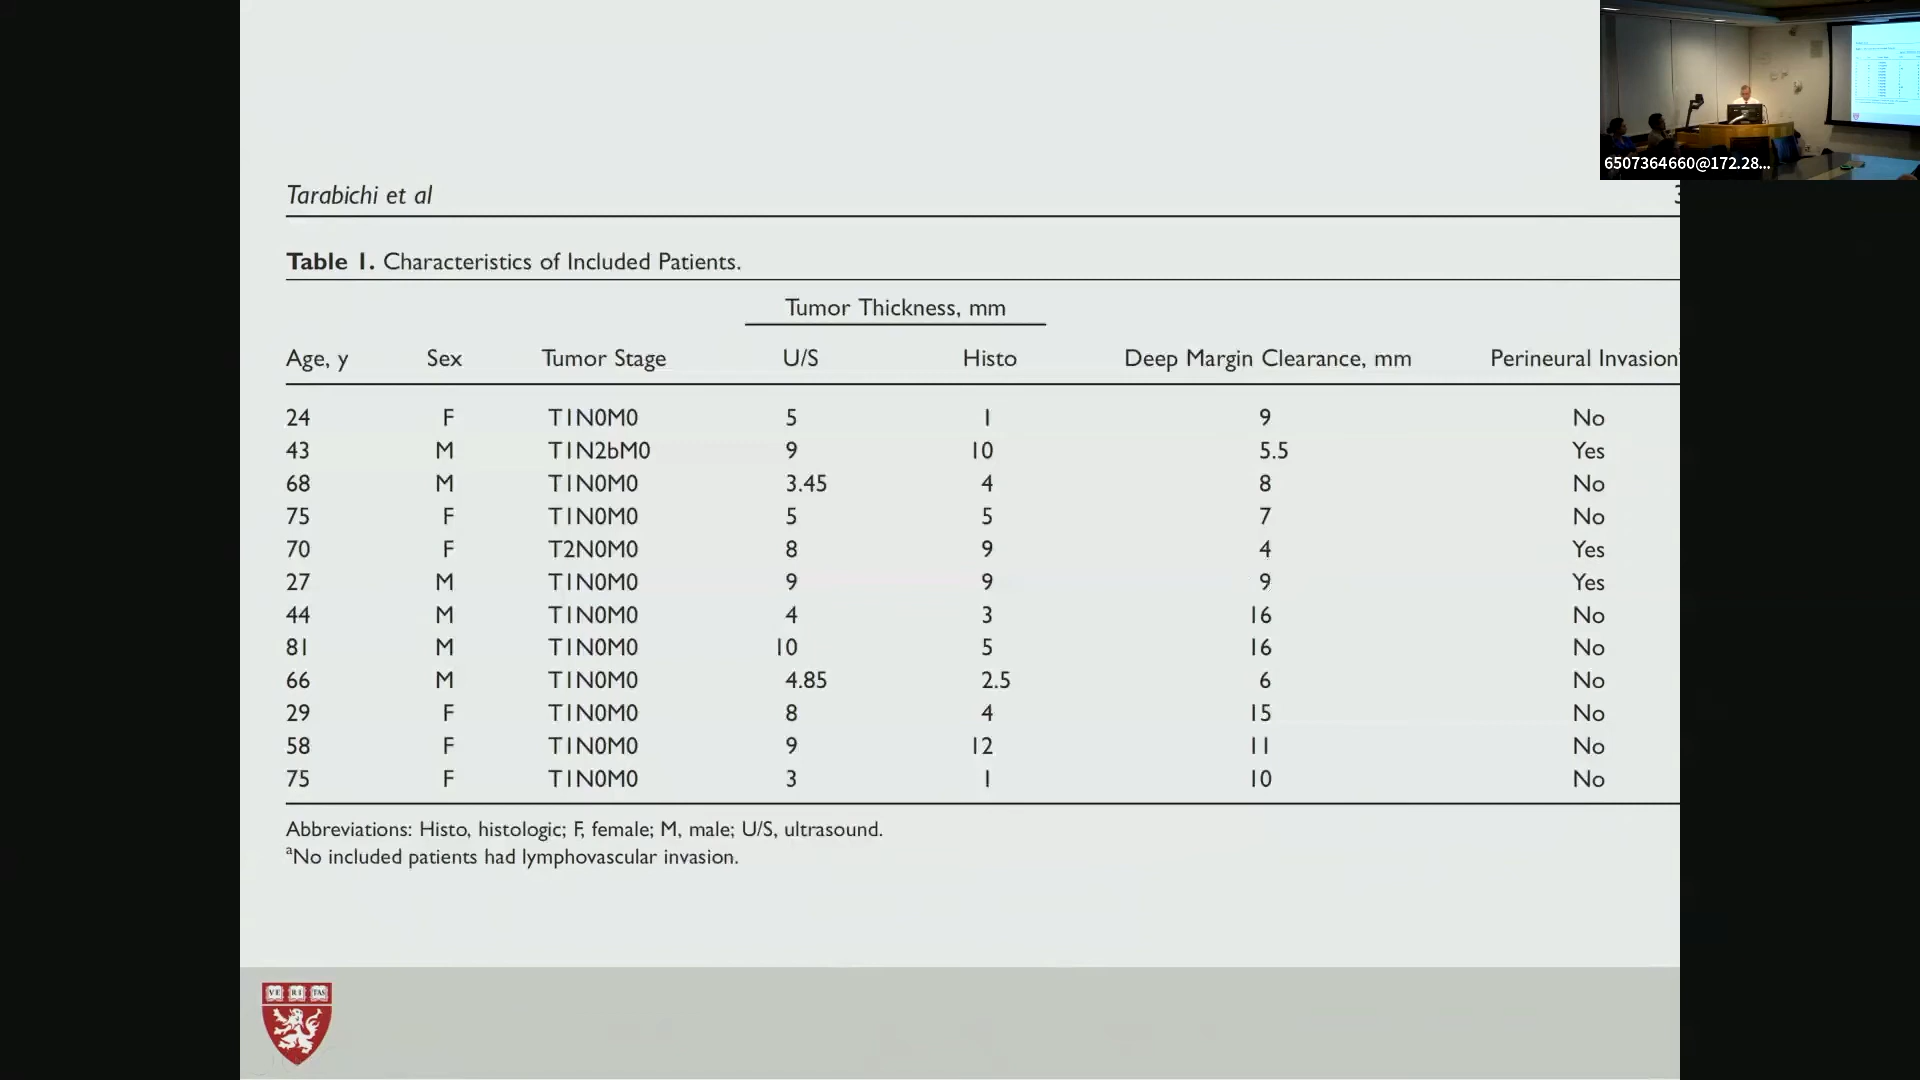 6507364660@172.28...
Tarabichi et al
Table 1. Characteristics of Included Patients.
Tumor Thickness, mm
Age, y Sex Tumor Stage U/S Histo Deep Margin Clearance, mm Perineural Invasion
24 F T1N0M0 5 1 9 No
43 M T1N2bM0 9 10 5.5 Yes
68 M T1N0M0 3.45 4 8 No
75 F T1N0M0 5 5 7 No
70 F T2N0M0 8 9 4 Yes
27 M T1N0M0 9 9 9 Yes
44 M T1N0M0 4 3 16 No
81 M T1N0M0 10 5 16 No
66 M T1N0M0 4.85 2.5 6 No
29 F T1N0M0 8 4 15 No
58 F T1N0M0 9 12 11 No
75 F T1N0M0 3 1 10 No
Abbreviations: Histo, histologic; F, female; M, male; U/S, ultrasound.
aNo included patients had lymphovascular invasion.
VE RI TAS